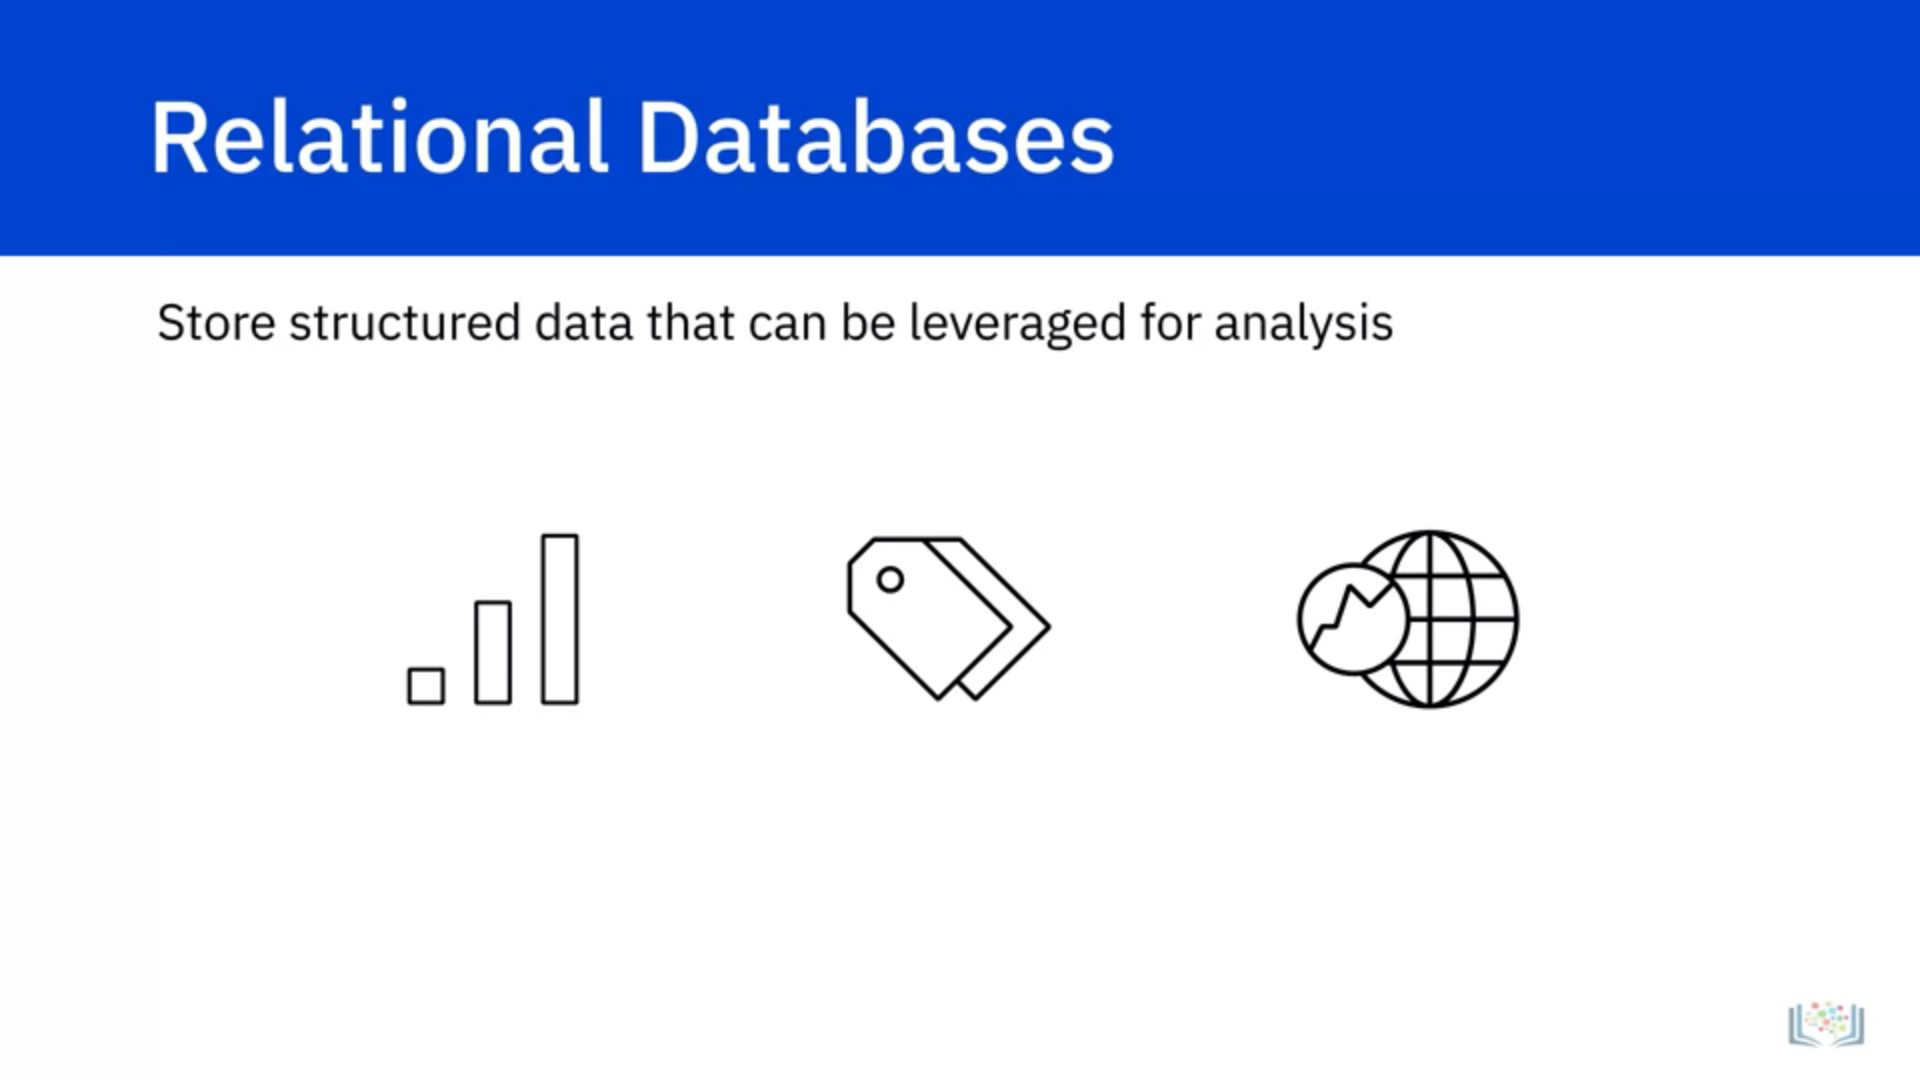 Relational Databases
Store structured data that can be leveraged for analysis